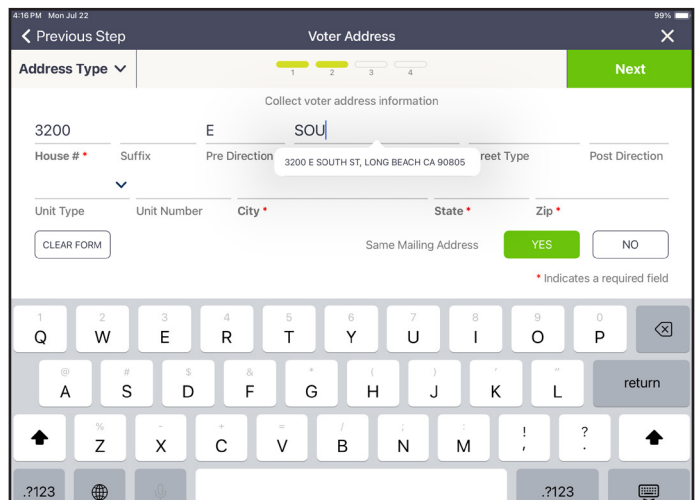 4:16 PM Mon Jul 22 99%
Previous Step Voter Address
Address Type 1 2 3 4 Next
Collect voter address information
3200 E SOU
House # * Suffix Pre Direction reet Type Post Direction
3200 E SOUTH ST, LONG BEACH CA 90805
Unit Type Unit Number City * State * Zip *
CLEAR FORM Same Mailing Address YES NO
* Indicates a required field
1 2 3 4 5 6 7 8 9 0
Q W E R T Y U I O P
@ # $ & * ( ) ' "
A S D F G H J K L return
% - + = / ; : ! ?
Z X C V B N M , .
.?123 .?123